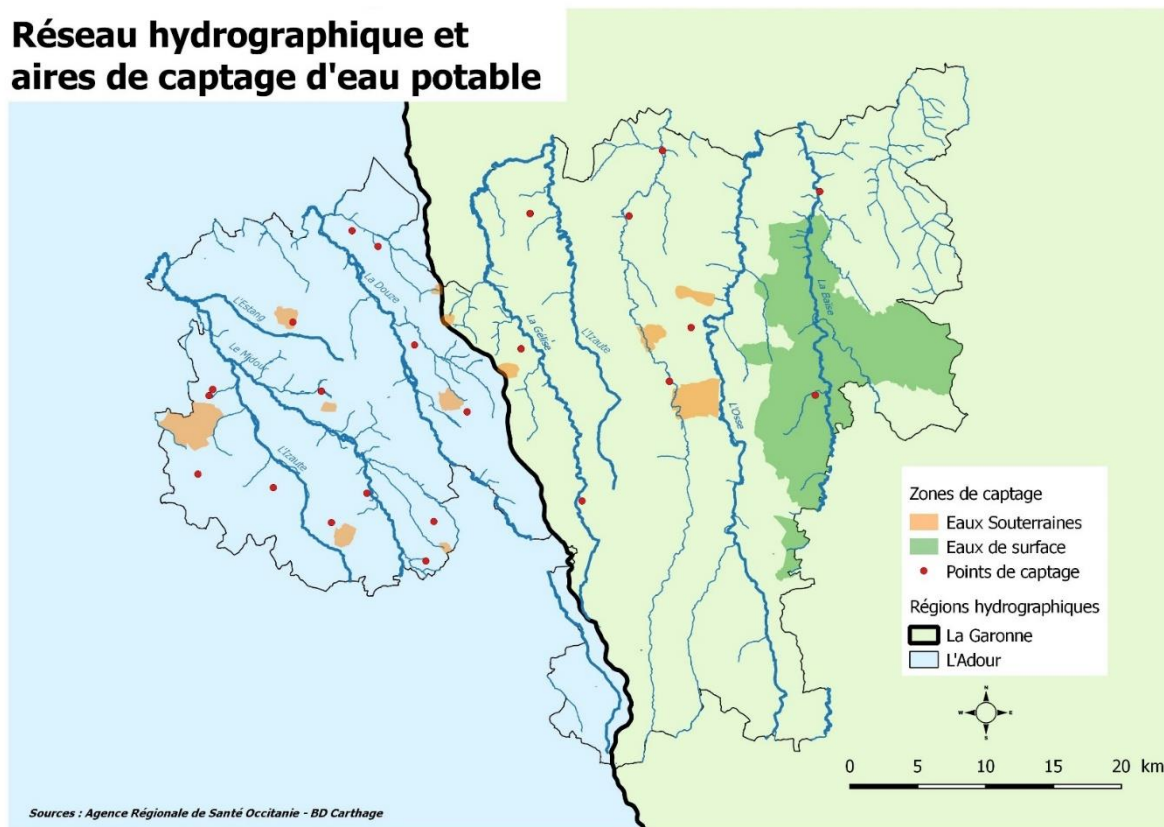 Réseau hydrographique et
aires de captage d'eau potable
La Douze
L'Estang
Le Midour
L'Izaute
La Gélise
L'Izaute
L'Osse
La Baïse
Zones de captage
Eaux Souterraines
Eaux de surface
Points de captage
Régions hydrographiques
La Garonne
L'Adour
N
W E
S
0 5 10 15 20 km
Sources : Agence Régionale de Santé Occitanie - BD Carthage